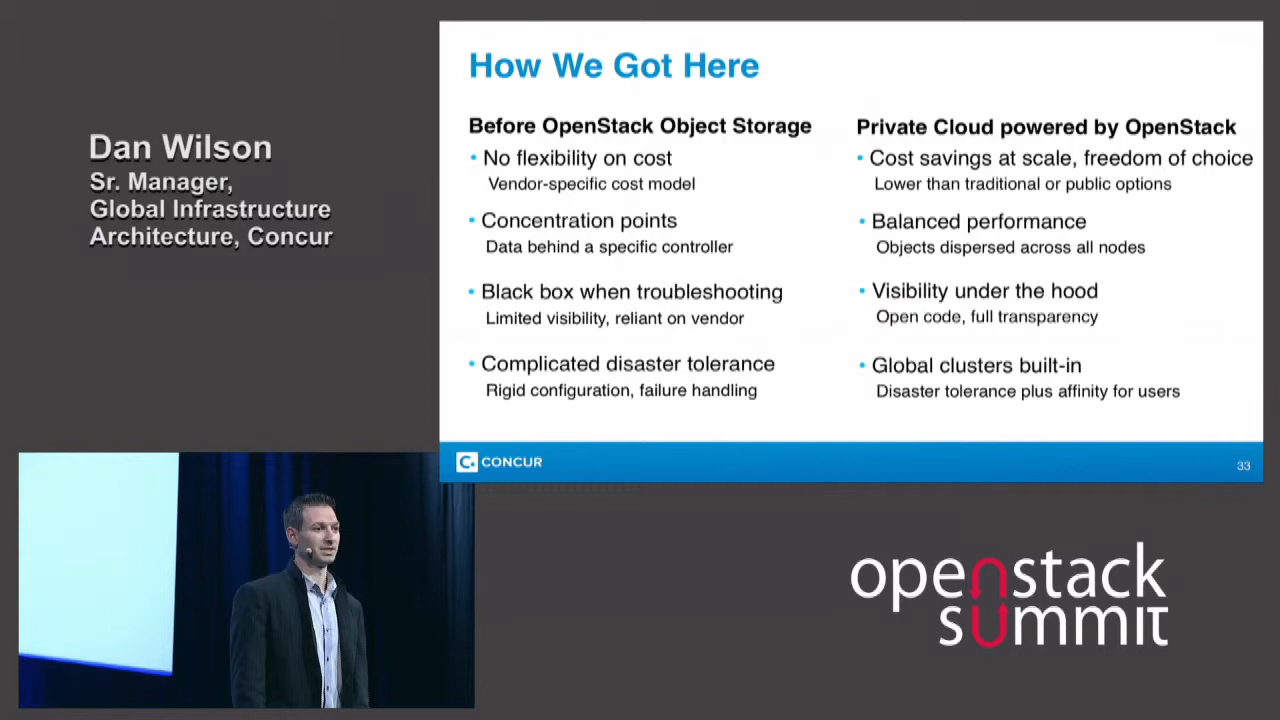 Dan Wilson
Sr. Manager,
Global Infrastructure
Architecture, Concur
How We Got Here
Before OpenStack Object Storage
• No flexibility on cost
Vendor-specific cost model
• Concentration points
Data behind a specific controller
• Black box when troubleshooting
Limited visibility, reliant on vendor
• Complicated disaster tolerance
Rigid configuration, failure handling
Private Cloud powered by OpenStack
• Cost savings at scale, freedom of choice
Lower than traditional or public options
• Balanced performance
Objects dispersed across all nodes
• Visibility under the hood
Open code, full transparency
• Global clusters built-in
Disaster tolerance plus affinity for users
C. CONCUR
33
openstack
summit